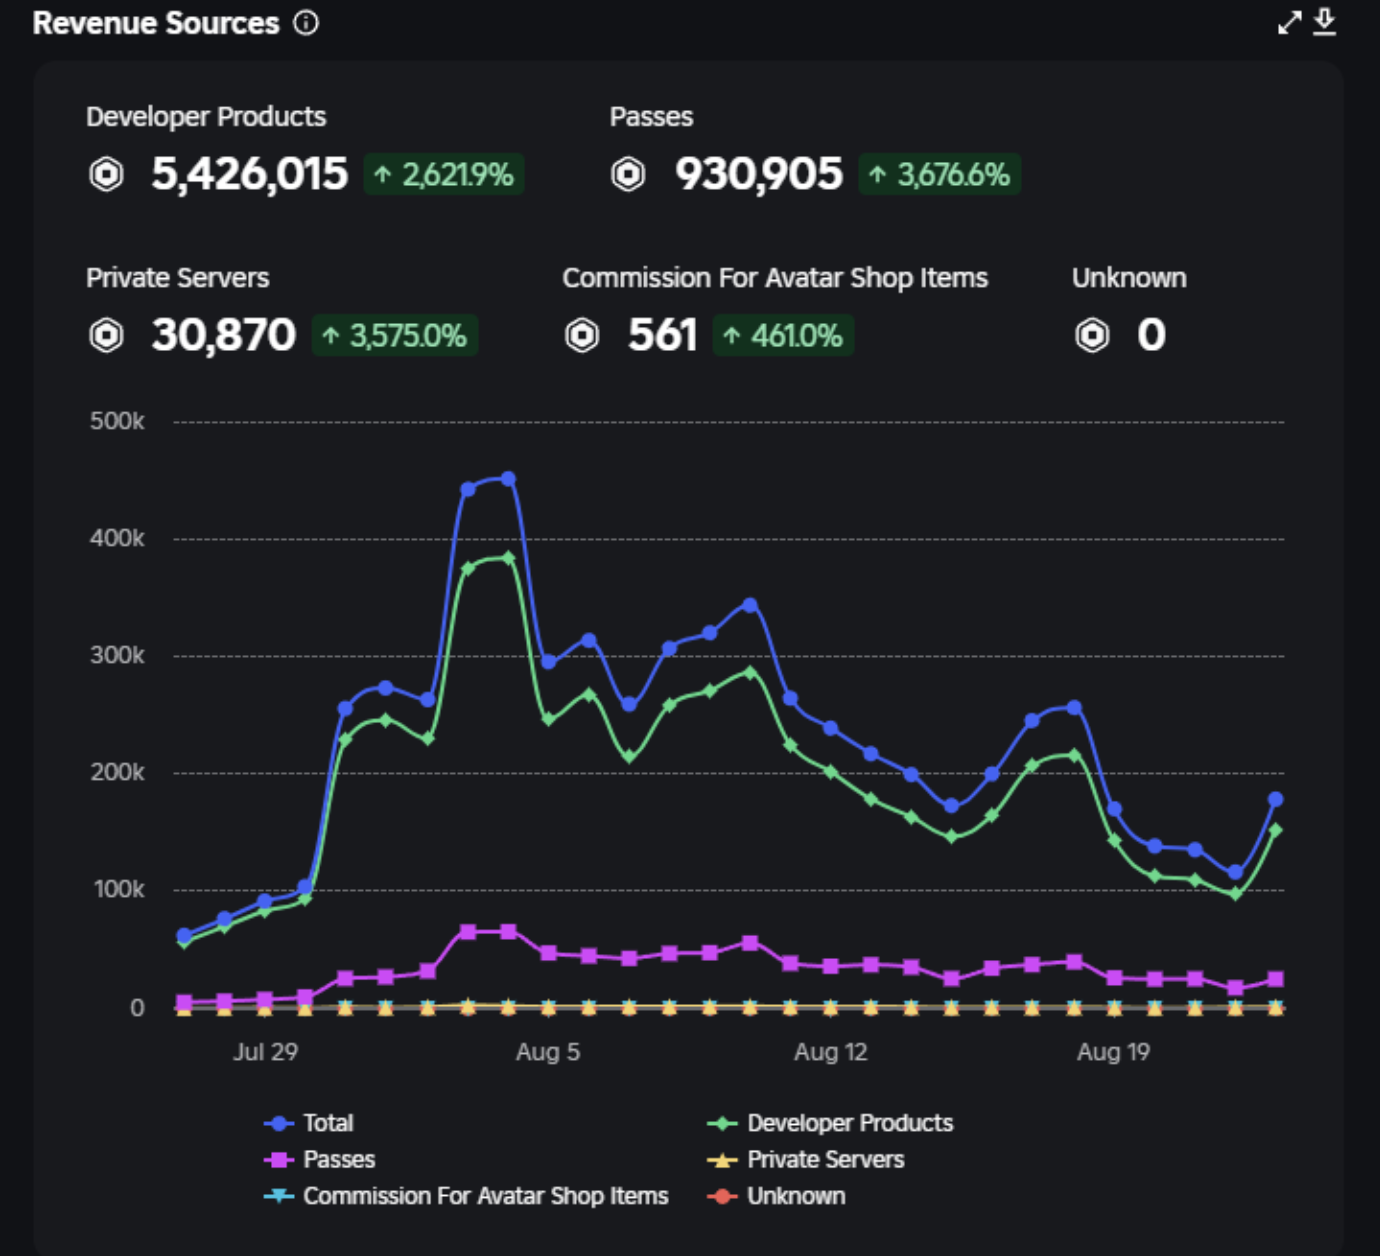 Revenue Sources
Developer Products Passes
5,426,015 ↑ 2,621.9% 930,905 ↑ 3,676.6%
Private Servers Commission For Avatar Shop Items Unknown
30,870 ↑ 3,575.0% 561 ↑ 461.0% 0
500k
400k
300k
200k
100k
0
Jul 29 Aug 5 Aug 12 Aug 19
Total Developer Products
Passes Private Servers
Commission For Avatar Shop Items Unknown